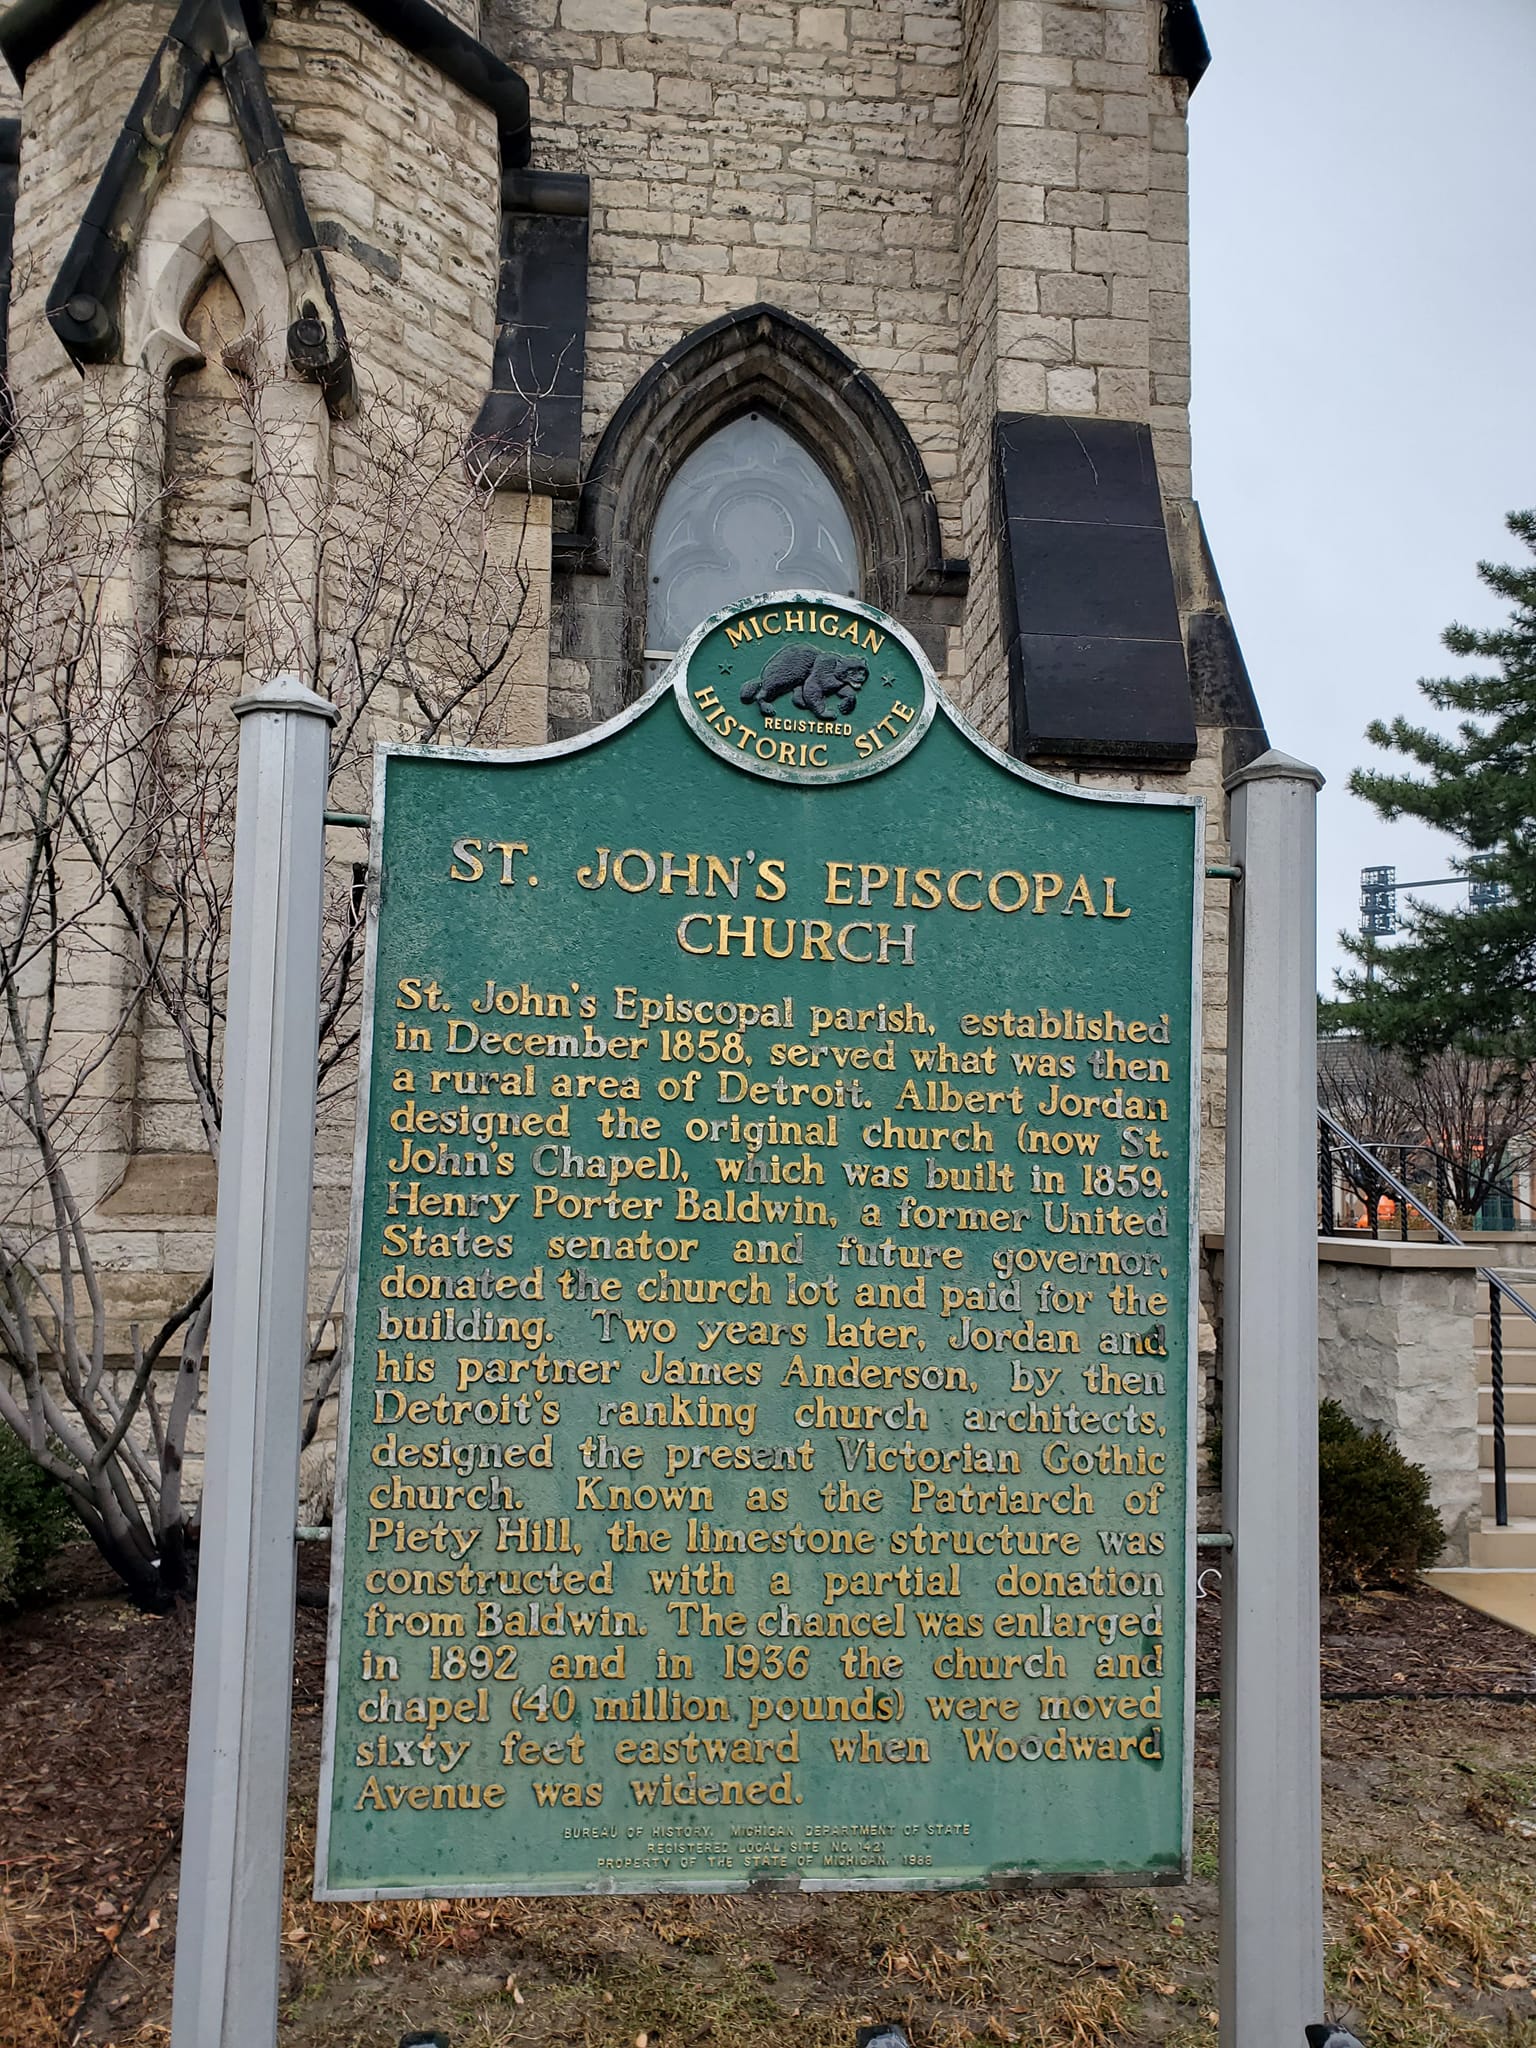 MICHIGAN
REGISTERED
HISTORIC SITE
ST. JOHN'S EPISCOPAL
CHURCH
St. John's Episcopal parish, established
in December 1858, served what was then
a rural area of Detroit. Albert Jordan
designed the original church (now St.
John's Chapel), which was built in 1859.
Henry Porter Baldwin, a former United
States senator and future governor,
donated the church lot and paid for the
building. Two years later, Jordan and
his partner James Anderson, by then
Detroit's ranking church architects,
designed the present Victorian Gothic
church. Known as the Patriarch of
Piety Hill, the limestone structure was
constructed with a partial donation
from Baldwin. The chancel was enlarged
in 1892 and in 1936 the church and
chapel (40 million pounds) were moved
sixty feet eastward when Woodward
Avenue was widened.
BUREAU OF HISTORY, MICHIGAN DEPARTMENT OF STATE
REGISTERED LOCAL SITE NO. 1421
PROPERTY OF THE STATE OF MICHIGAN, 1988